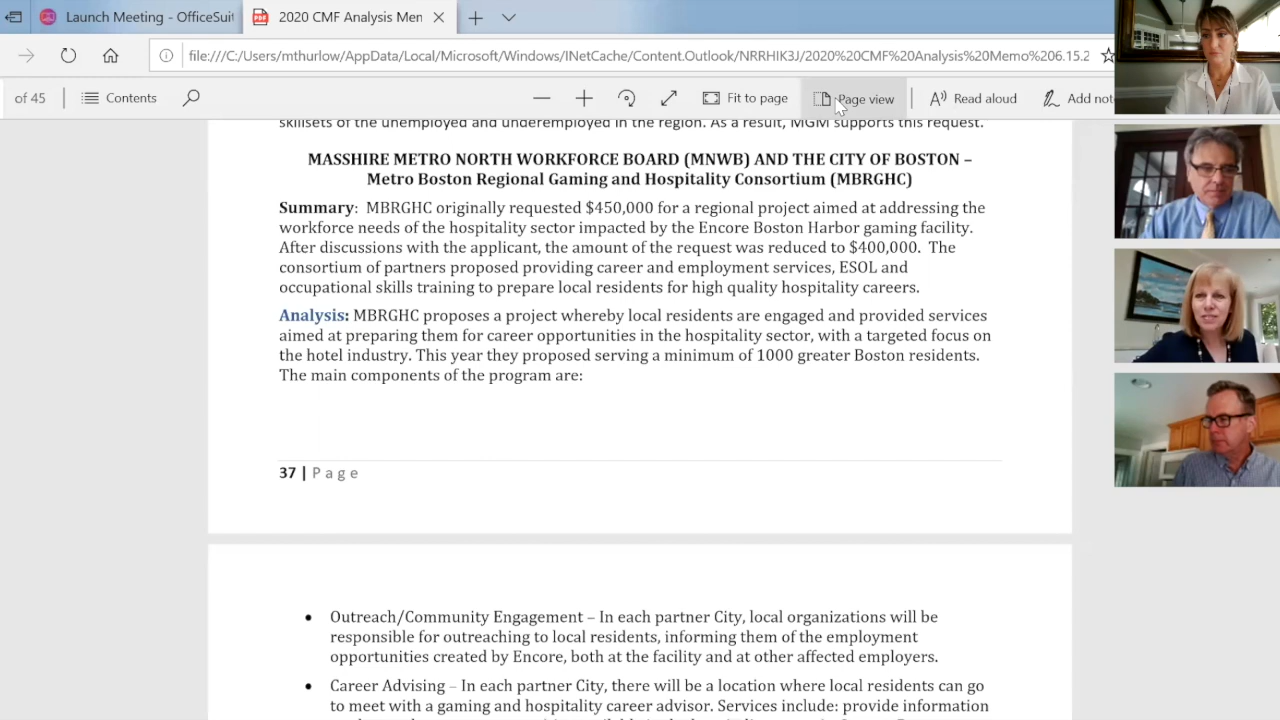 Launch Meeting - OfficeSuit
2020 CMF Analysis Mem
file:///C:/Users/mthurlow/AppData/Local/Microsoft/Windows/INetCache/Content.Outlook/NRRHIK3J/2020%20CMF%20Analysis%20Memo%206.15.2
of 45
Contents
Fit to page
Page view
Read aloud
Add not
skillsets of the unemployed and underemployed in the region. As a result, MGM supports this request.
MASSHIRE METRO NORTH WORKFORCE BOARD (MNWB) AND THE CITY OF BOSTON –
Metro Boston Regional Gaming and Hospitality Consortium (MBRGHC)
Summary: MBRGHC originally requested $450,000 for a regional project aimed at addressing the
workforce needs of the hospitality sector impacted by the Encore Boston Harbor gaming facility.
After discussions with the applicant, the amount of the request was reduced to $400,000. The
consortium of partners proposed providing career and employment services, ESOL and
occupational skills training to prepare local residents for high quality hospitality careers.
Analysis: MBRGHC proposes a project whereby local residents are engaged and provided services
aimed at preparing them for career opportunities in the hospitality sector, with a targeted focus on
the hotel industry. This year they proposed serving a minimum of 1000 greater Boston residents.
The main components of the program are:
37 | Page
• Outreach/Community Engagement – In each partner City, local organizations will be
responsible for outreaching to local residents, informing them of the employment
opportunities created by Encore, both at the facility and at other affected employers.
• Career Advising – In each partner City, there will be a location where local residents can go
to meet with a gaming and hospitality career advisor. Services include: provide information